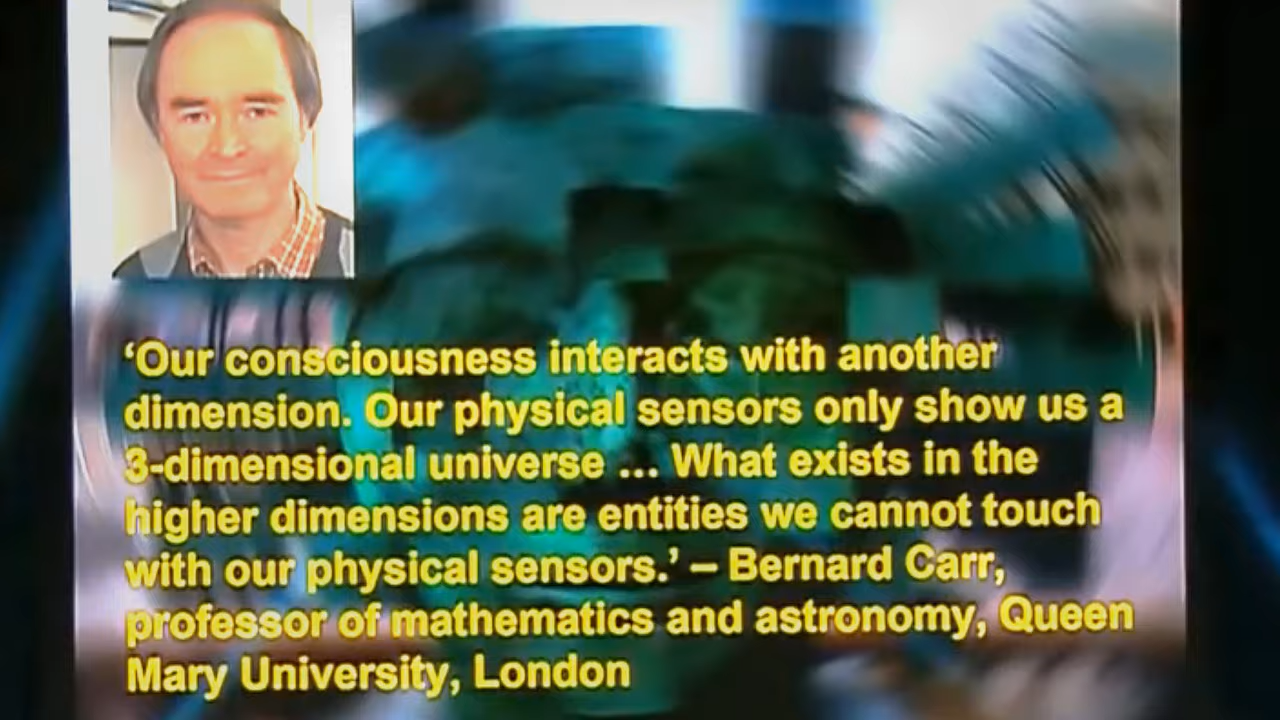 ‘Our consciousness interacts with another
dimension. Our physical sensors only show us a
3-dimensional universe ... What exists in the
higher dimensions are entities we cannot touch
with our physical sensors.’ – Bernard Carr,
professor of mathematics and astronomy, Queen
Mary University, London